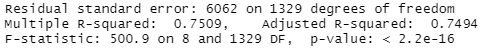 Residual standard error: 6062 on 1329 degrees of freedom
Multiple R-squared:  0.7509,    Adjusted R-squared:  0.7494
F-statistic: 500.9 on 8 and 1329 DF,  p-value: < 2.2e-16